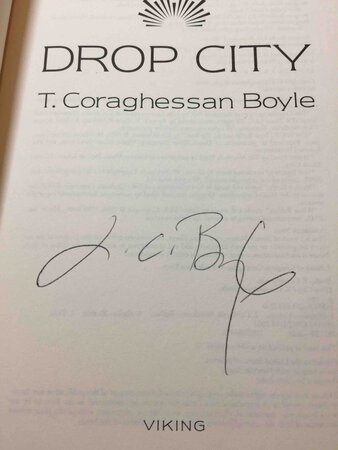 DROP CITY
T. Coraghessan Boyle
T. C. Boyle
VIKING